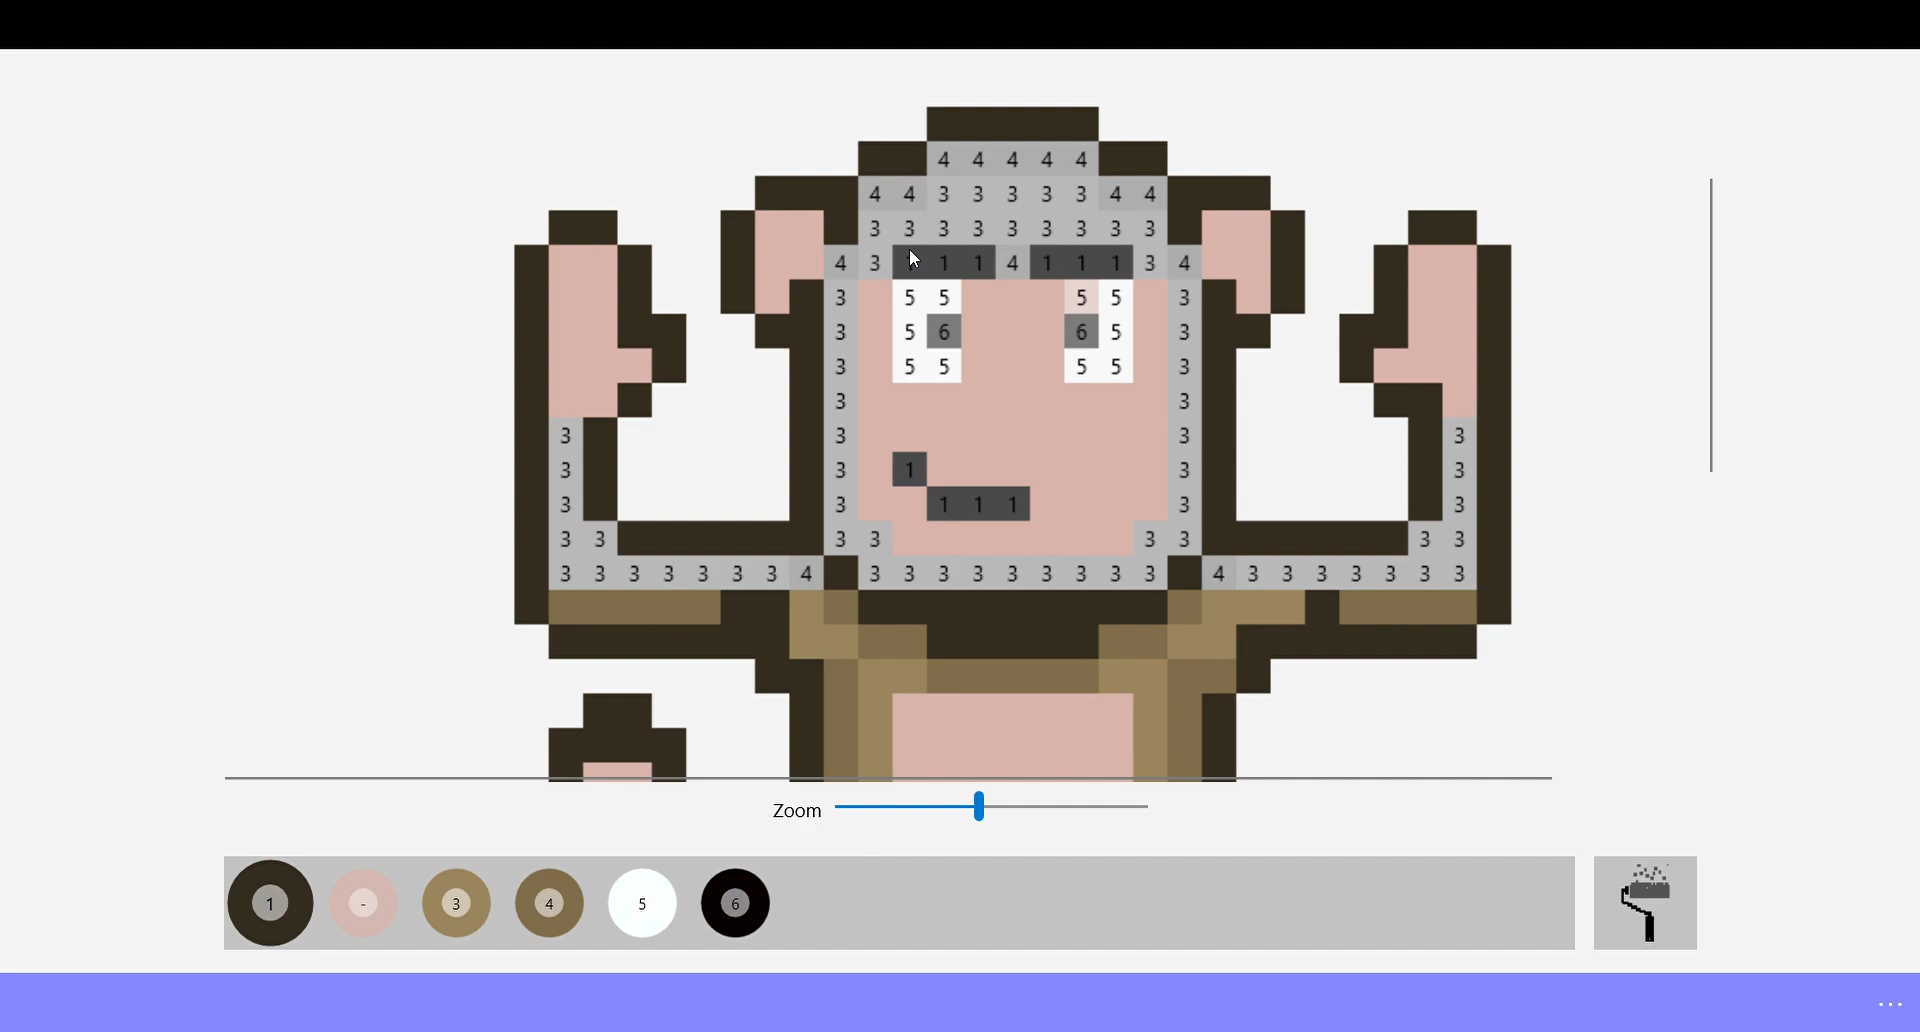 4 4 4 4 4
4 4 3 3 3 3 3 4 4
3 3 3 3 3 3 3 3 3
4 3 1 1 1 4 1 1 1 3 4
3 5 5 5 5 3
3 5 6 6 5 3
3 5 5 5 5 3
3 3
3 3 3 3
3 3 1 3 3
3 3 1 1 1 3 3
3 3 3 3 3 3 3 3
3 3 3 3 3 3 3 4 3 3 3 3 3 3 3 3 3 4 3 3 3 3 3 3 3
Zoom
1 - 3 4 5 6
...